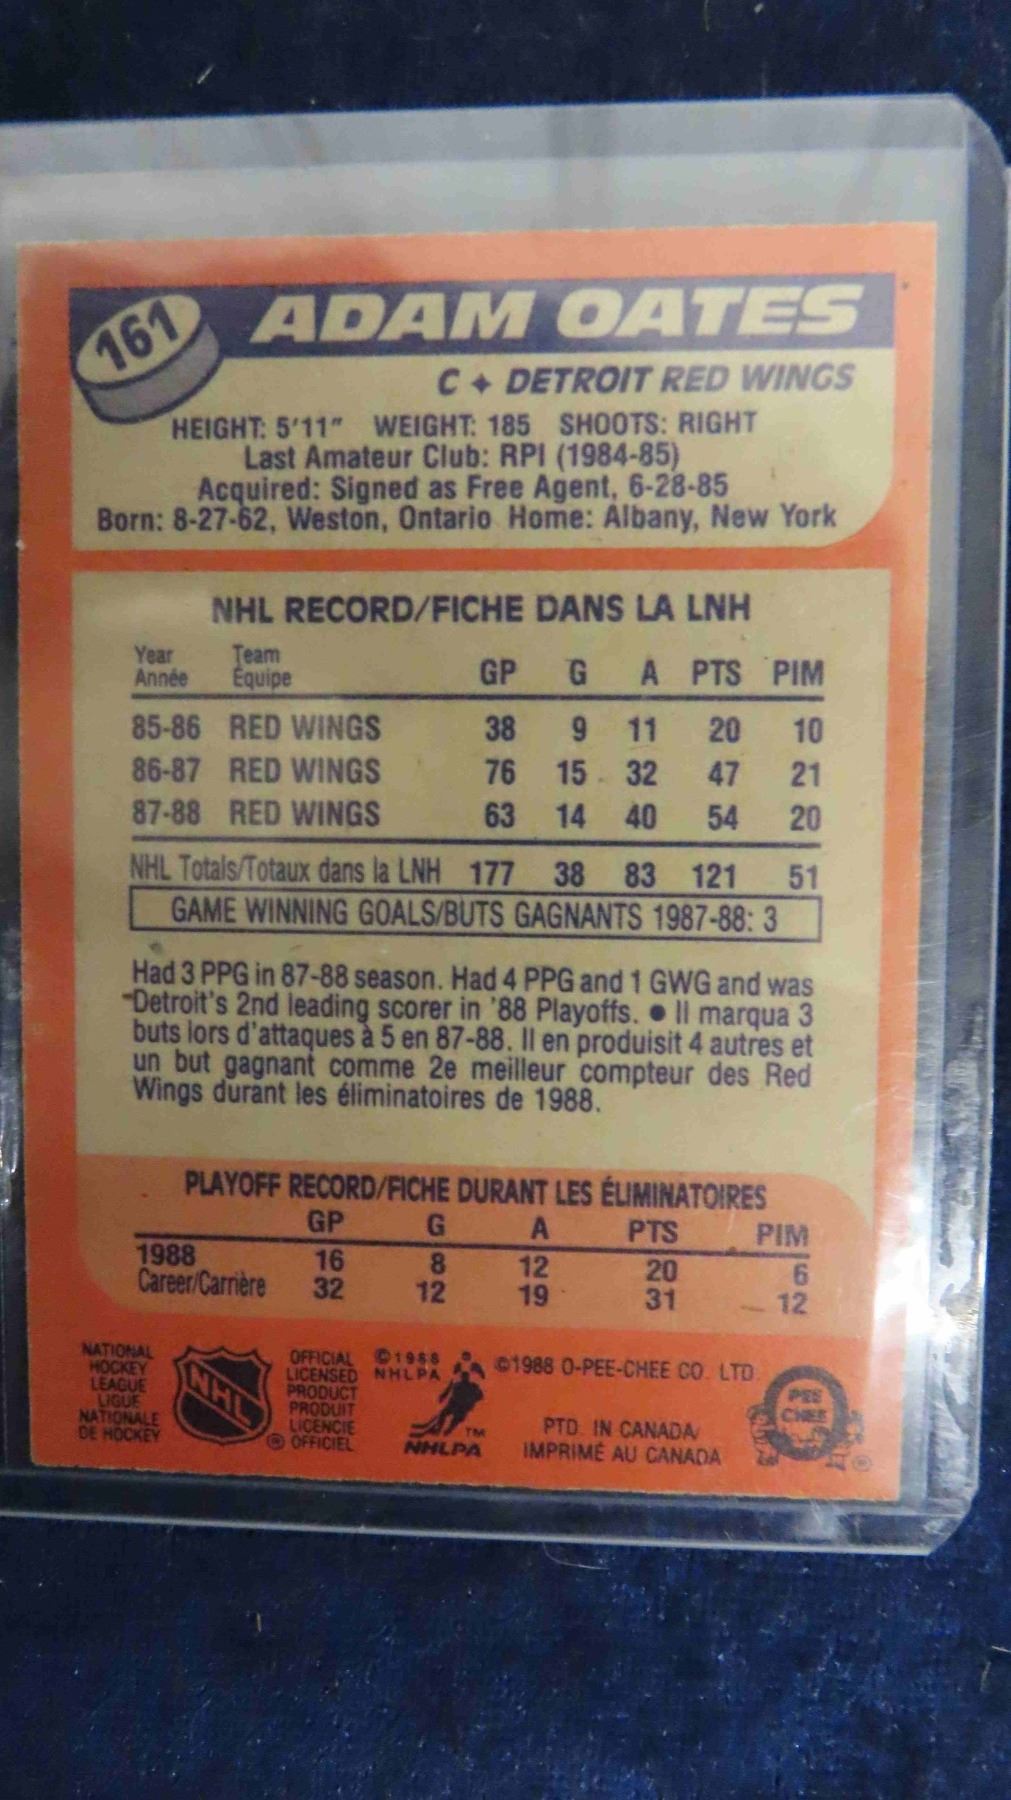 161 ADAM OATES
C ✦ DETROIT RED WINGS
HEIGHT: 5'11" WEIGHT: 185 SHOOTS: RIGHT
Last Amateur Club: RPI (1984-85)
Acquired: Signed as Free Agent, 6-28-85
Born: 8-27-62, Weston, Ontario Home: Albany, New York
NHL RECORD/FICHE DANS LA LNH
Year Team
Année Équipe GP G A PTS PIM
85-86 RED WINGS 38 9 11 20 10
86-87 RED WINGS 76 15 32 47 21
87-88 RED WINGS 63 14 40 54 20
NHL Totals/Totaux dans la LNH 177 38 83 121 51
GAME WINNING GOALS/BUTS GAGNANTS 1987-88: 3
Had 3 PPG in 87-88 season. Had 4 PPG and 1 GWG and was
Detroit's 2nd leading scorer in '88 Playoffs. ● Il marqua 3
buts lors d'attaques à 5 en 87-88. Il en produisit 4 autres et
un but gagnant comme 2e meilleur compteur des Red
Wings durant les éliminatoires de 1988.
PLAYOFF RECORD/FICHE DURANT LES ÉLIMINATOIRES
GP G A PTS PIM
1988 16 8 12 20 6
Career/Carrière 32 12 19 31 12
NATIONAL
HOCKEY
LEAGUE
LIGUE
NATIONALE
DE HOCKEY
NHL
®
OFFICIAL
LICENSED
PRODUCT
PRODUIT
LICENCIE
OFFICIEL
©1988
NHLPA
TM
NHLPA
©1988 O-PEE-CHEE CO. LTD.
PTD. IN CANADA/
IMPRIMÉ AU CANADA
PEE
CHEE
®